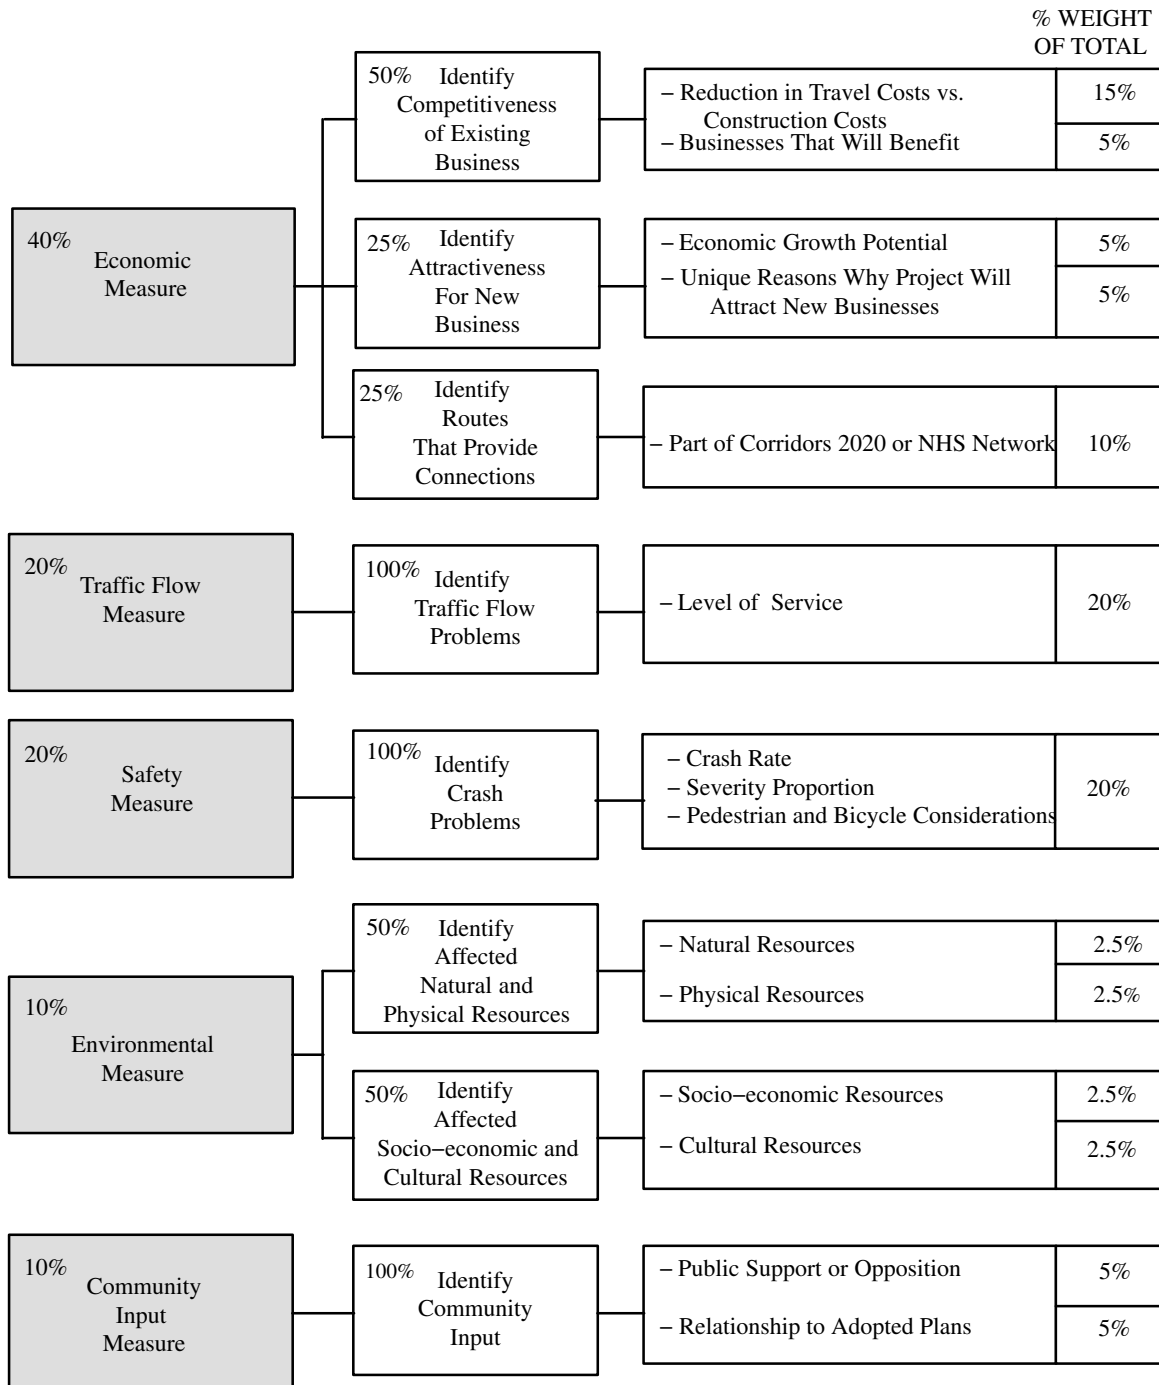 % WEIGHT
OF TOTAL
40%
Economic
Measure
50% Identify
Competitiveness
of Existing
Business
− Reduction in Travel Costs vs.
Construction Costs
15%
− Businesses That Will Benefit
5%
25% Identify
Attractiveness
For New
Business
− Economic Growth Potential
5%
− Unique Reasons Why Project Will
Attract New Businesses
5%
25% Identify
Routes
That Provide
Connections
− Part of Corridors 2020 or NHS Network
10%
20%
Traffic Flow
Measure
100% Identify
Traffic Flow
Problems
− Level of Service
20%
20%
Safety
Measure
100% Identify
Crash
Problems
− Crash Rate
− Severity Proportion
− Pedestrian and Bicycle Considerations
20%
10%
Environmental
Measure
50% Identify
Affected
Natural and
Physical Resources
− Natural Resources
2.5%
− Physical Resources
2.5%
50% Identify
Affected
Socio−economic and
Cultural Resources
− Socio−economic Resources
2.5%
− Cultural Resources
2.5%
10%
Community
Input
Measure
100% Identify
Community
Input
− Public Support or Opposition
5%
− Relationship to Adopted Plans
5%